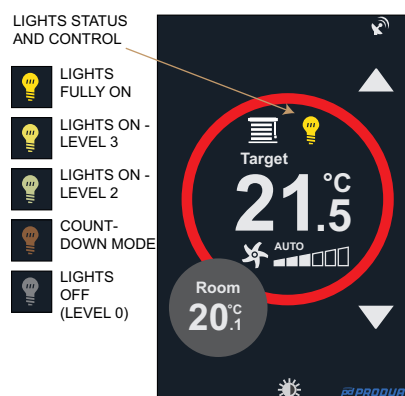 LIGHTS STATUS
AND CONTROL
LIGHTS
FULLY ON
LIGHTS ON -
LEVEL 3
LIGHTS ON -
LEVEL 2
COUNT-
DOWN MODE
LIGHTS
OFF
(LEVEL 0)
Target
21.5 °C
AUTO
Room
20.1 °C